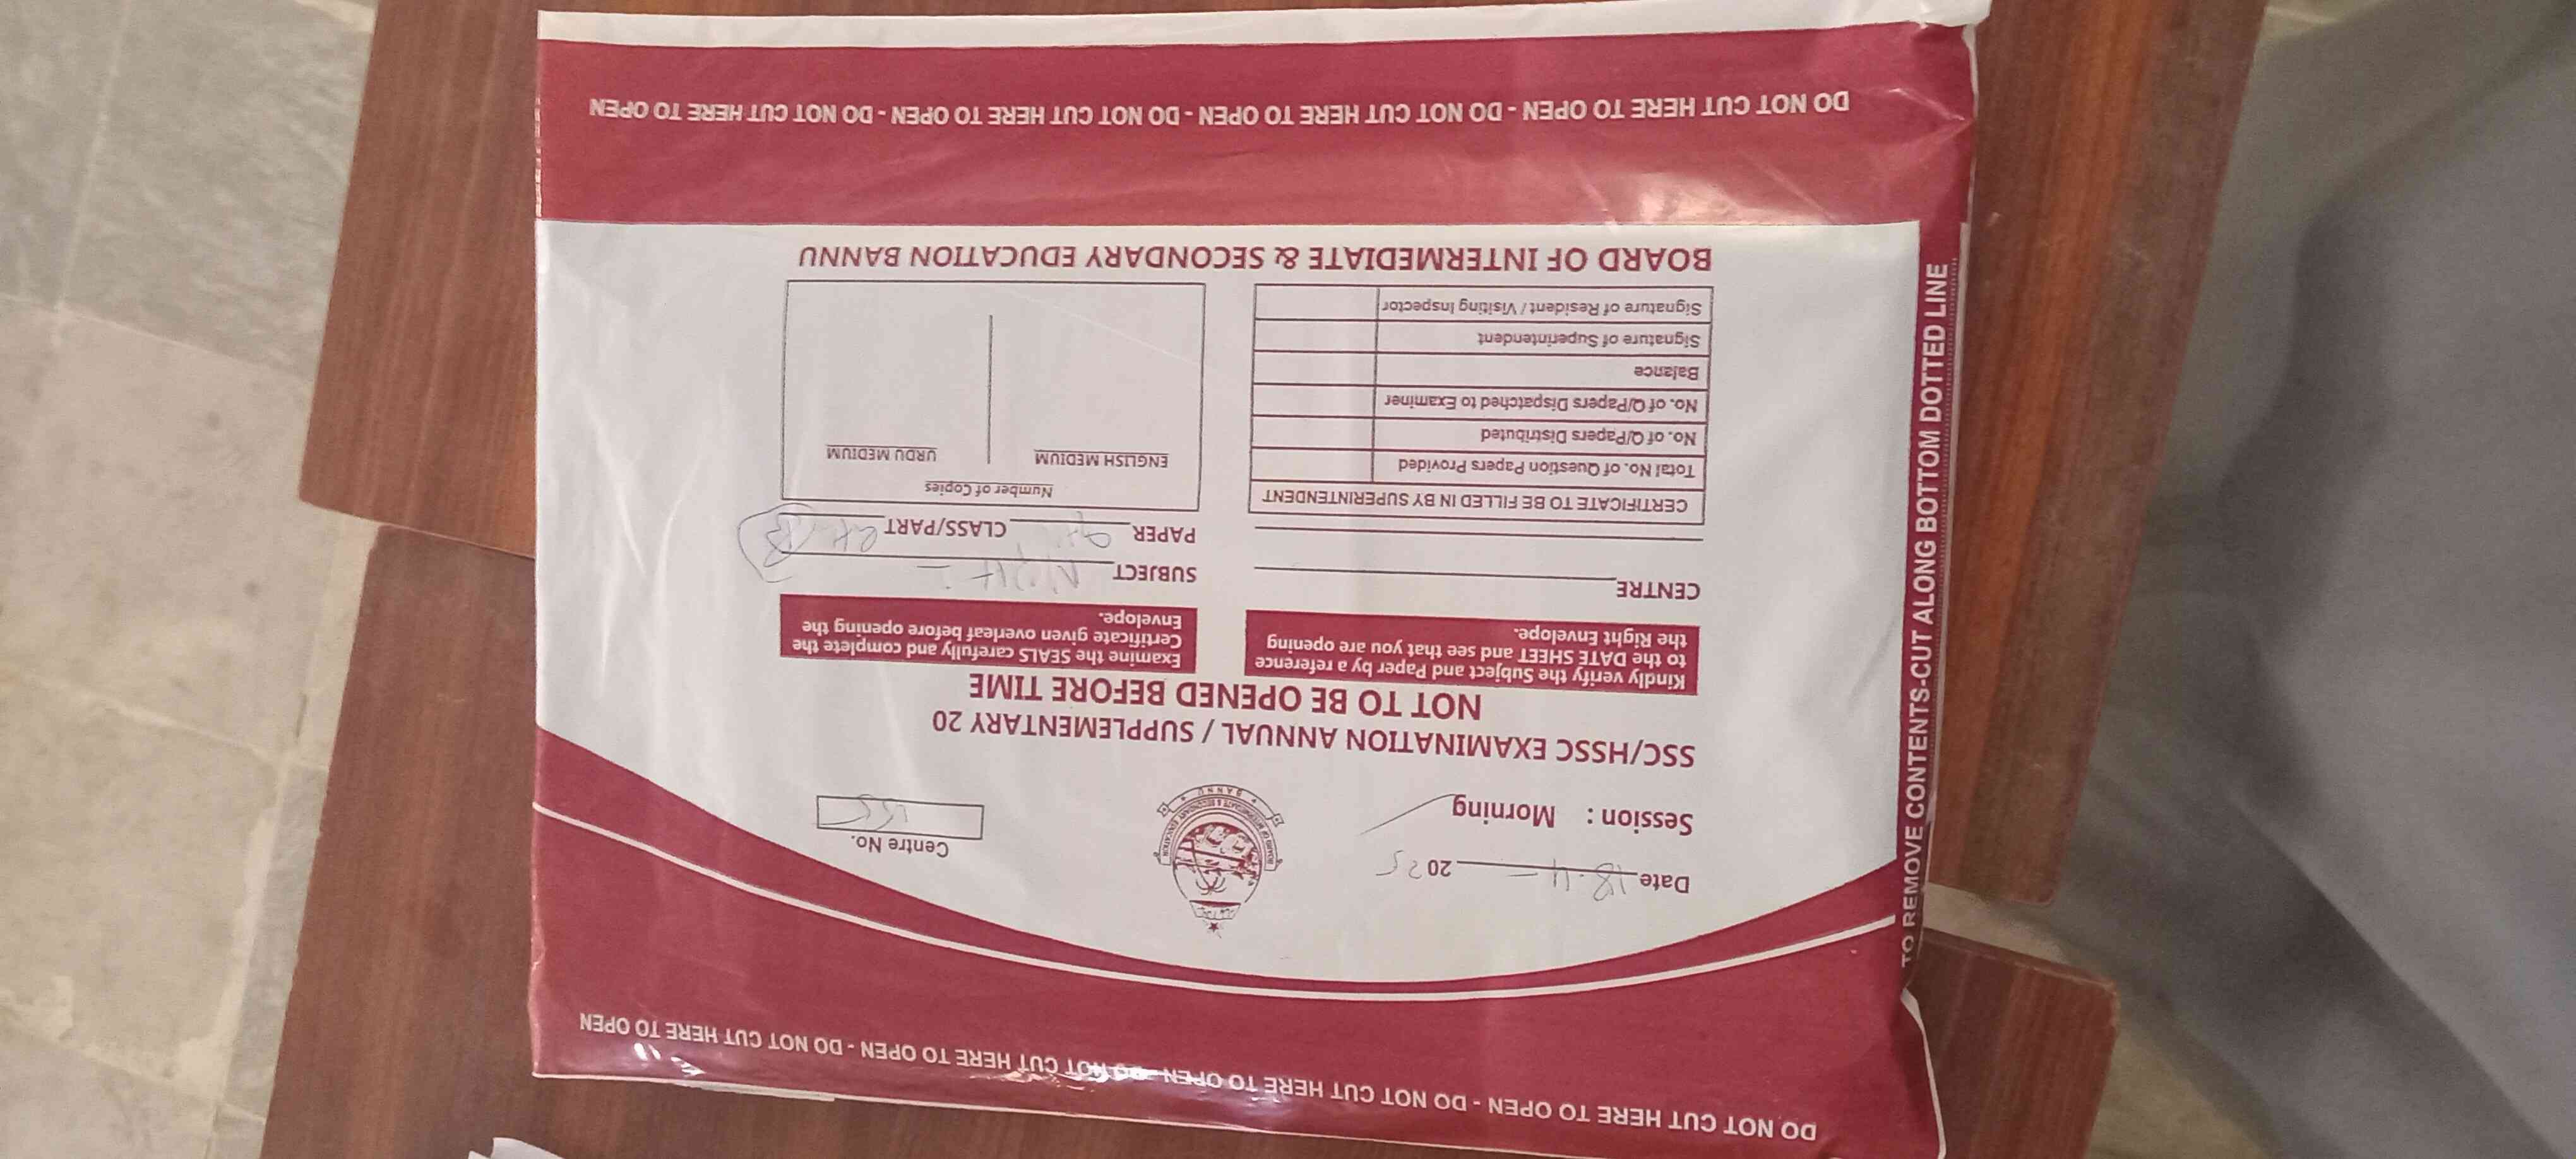 DO NOT CUT HERE TO OPEN - DO NOT CUT HERE TO OPEN - DO NOT CUT HERE TO OPEN - DO NOT CUT HERE TO OPEN
Date 18-4- 2025
Centre No.
155
Session : Morning
SSC/HSSC EXAMINATION ANNUAL / SUPPLEMENTARY 20
NOT TO BE OPENED BEFORE TIME
Kindly verify the Subject and Paper by a reference
to the DATE SHEET and see that you are opening
the Right Envelope.
Examine the SEALS carefully and complete the
Certificate given overleaf before opening the
Envelope.
CENTRE
SUBJECT
PAPER CLASS/PART
CERTIFICATE TO BE FILLED IN BY SUPERINTENDENT
Total No. of Question Papers Provided
No. of Q/Papers Distributed
No. of Q/Papers Dispatched to Examiner
Balance
Signature of Superintendent
Signature of Resident / Visiting Inspector
Number of Copies
ENGLISH MEDIUM URDU MEDIUM
BOARD OF INTERMEDIATE & SECONDARY EDUCATION BANNU
DO NOT CUT HERE TO OPEN - DO NOT CUT HERE TO OPEN - DO NOT CUT HERE TO OPEN - DO NOT CUT HERE TO OPEN
TO REMOVE CONTENTS-CUT ALONG BOTTOM DOTTED LINE